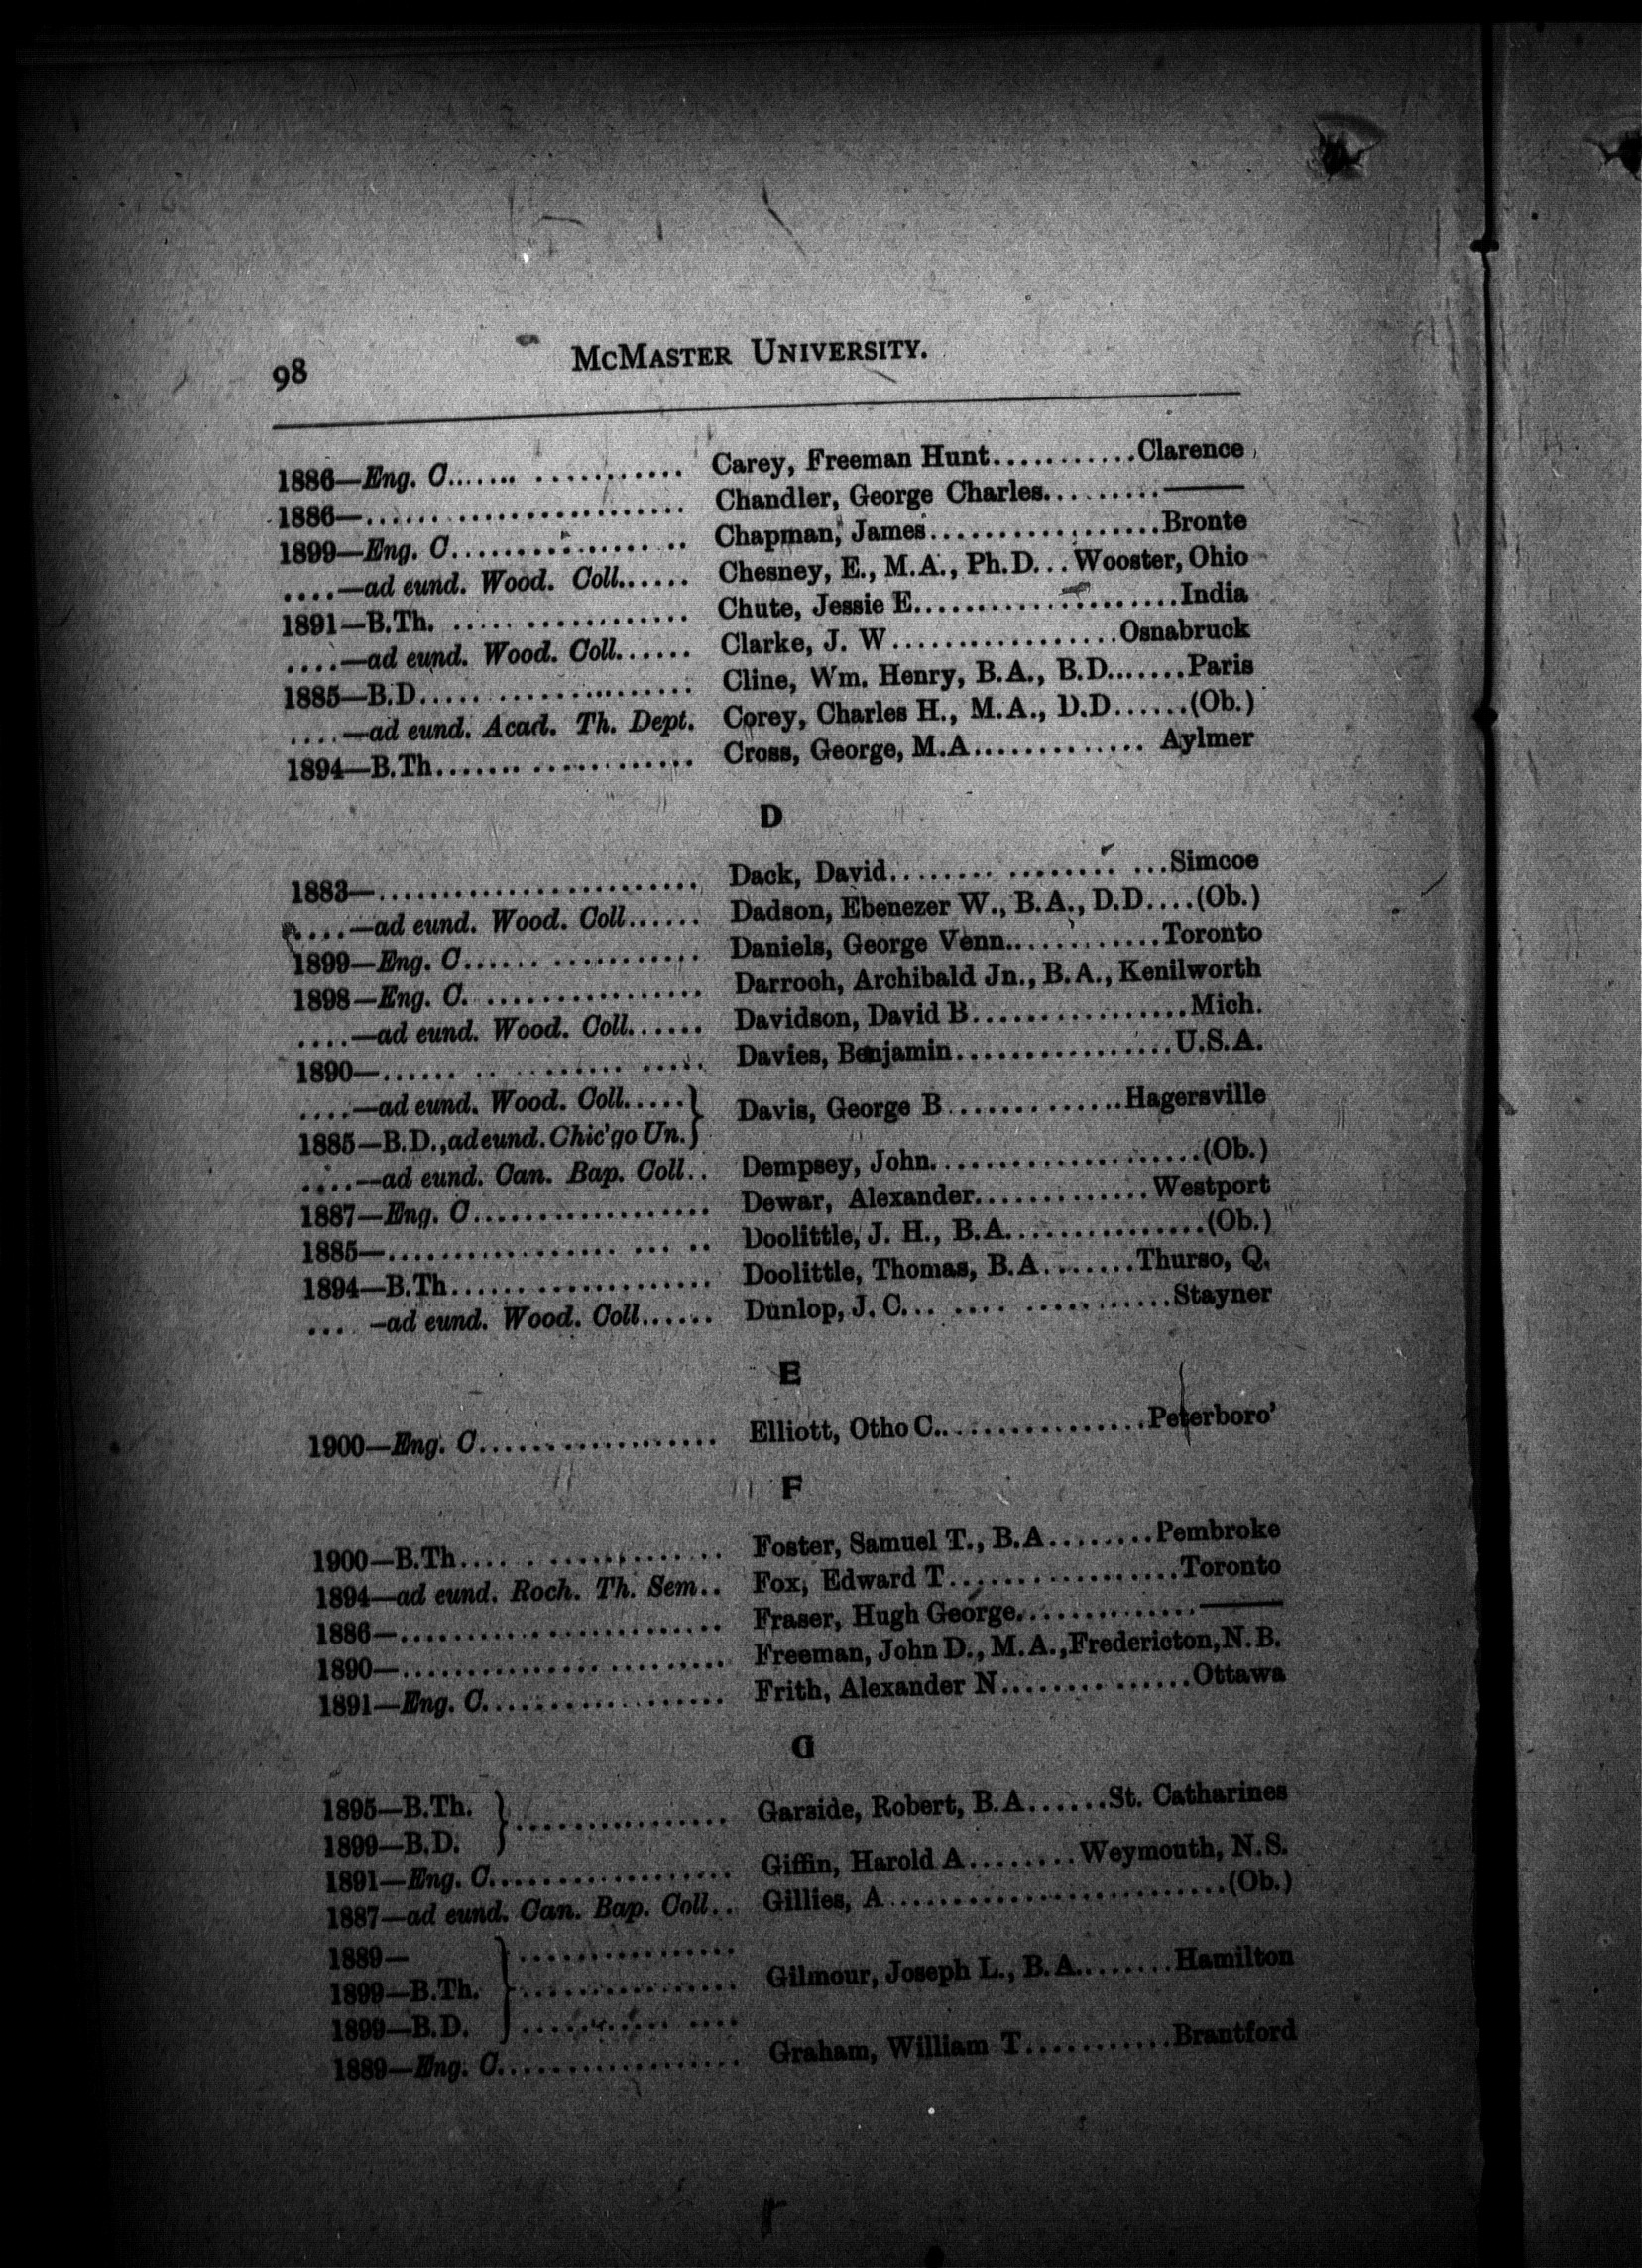 98 McMaster University.
1886—Eng. C...... ........... Carey, Freeman Hunt...........Clarence
1886—........................ Chandler, George Charles.........———
1899—Eng. C.................. Chapman, James..................Bronte
....—ad eund. Wood. Coll...... Chesney, E., M.A., Ph.D...Wooster, Ohio
1891—B.Th. ..... ............. Chute, Jessie E....................India
....—ad eund. Wood. Coll...... Clarke, J. W.................Osnabruck
1885—B.D..................... Cline, Wm. Henry, B.A., B.D.......Paris
....—ad eund. Acad. Th. Dept. Corey, Charles H., M.A., D.D......(Ob.)
1894—B.Th.................... Cross, George, M.A............. Aylmer
D
1883—........................ Dack, David........ ........ ...Simcoe
....—ad eund. Wood. Coll...... Dadson, Ebenezer W., B.A., D.D....(Ob.)
1899—Eng. C...... ........... Daniels, George Venn............Toronto
1898—Eng. C. ................ Darroch, Archibald Jn., B.A., Kenilworth
....—ad eund. Wood. Coll...... Davidson, David B................Mich.
1890—...... .. ........ ..... Davies, Benjamin................U.S.A.
....—ad eund. Wood. Coll.....}
1885—B.D., ad eund. Chic'go Un.} Davis, George B.............Hagersville
....—ad eund. Can. Bap. Coll.. Dempsey, John....................(Ob.)
1887—Eng. C.................. Dewar, Alexander.............Westport
1885—................. ... .. Doolittle, J. H., B.A...............(Ob.)
1894—B.Th.................... Doolittle, Thomas, B.A.......Thurso, Q.
... —ad eund. Wood. Coll...... Dunlop, J. C... .... ...........Stayner
E
1900—Eng. C.................. Elliott, Otho C.................Peterboro'
F
1900—B.Th.... . ............. Foster, Samuel T., B.A........Pembroke
1894—ad eund. Roch. Th. Sem.. Fox, Edward T..................Toronto
1886—........................ Fraser, Hugh George..............———
1890—............... ......... Freeman, John D., M.A., Fredericton, N.B.
1891—Eng. C.................. Frith, Alexander N...............Ottawa
G
1895—B.Th. }................ Garside, Robert, B.A......St. Catharines
1899—B.D. }
1891—Eng. C.................. Giffin, Harold A........Weymouth, N.S.
1887—ad eund. Can. Bap. Coll.. Gillies, A.........................(Ob.)
1889— }................
1899—B.Th. }................ Gilmour, Joseph L., B.A........Hamilton
1899—B.D. }........... ....
1889—Eng. C.................. Graham, William T...........Brantford